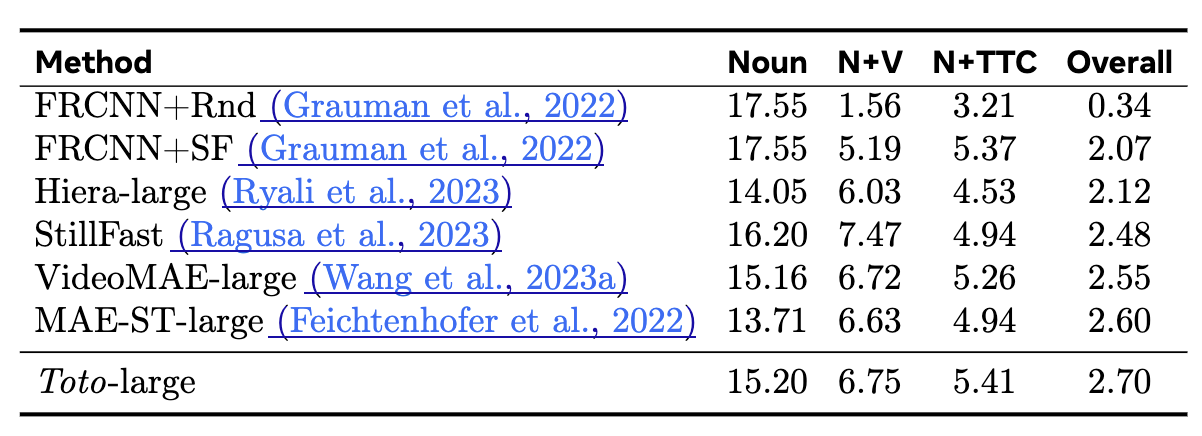 Method Noun N+V N+TTC Overall
FRCNN+Rnd (Grauman et al., 2022) 17.55 1.56 3.21 0.34
FRCNN+SF (Grauman et al., 2022) 17.55 5.19 5.37 2.07
Hiera-large (Ryali et al., 2023) 14.05 6.03 4.53 2.12
StillFast (Ragusa et al., 2023) 16.20 7.47 4.94 2.48
VideoMAE-large (Wang et al., 2023a) 15.16 6.72 5.26 2.55
MAE-ST-large (Feichtenhofer et al., 2022) 13.71 6.63 4.94 2.60
Toto-large 15.20 6.75 5.41 2.70